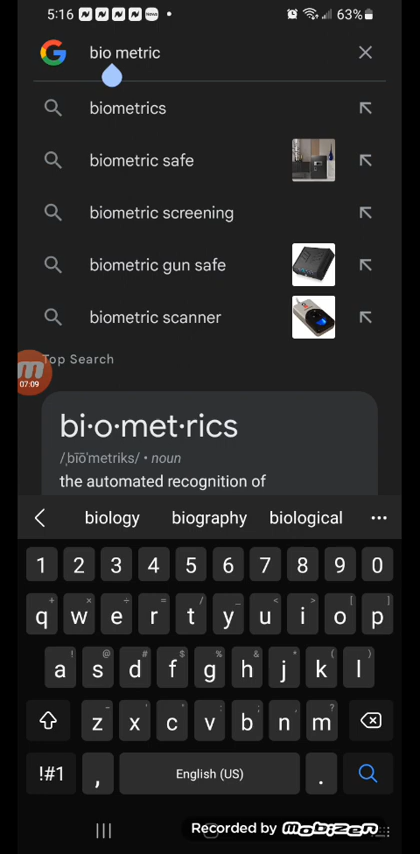 5:16 News • 63%
bio metric
biometrics
biometric safe
biometric screening
biometric gun safe
biometric scanner
Top Search
07:09
bi·o·met·rics
/ˌbīōˈmetriks/ • noun
the automated recognition of
biology biography biological •••
1 2 3 4 5 6 7 8 9 0
+ × ÷ = / _ < > [ ]
q w e r t y u i o p
! @ # $ % & * ( )
a s d f g h j k l
- ' " : ; , ?
z x c v b n m
!#1 , English (US) .
Recorded by mobizen